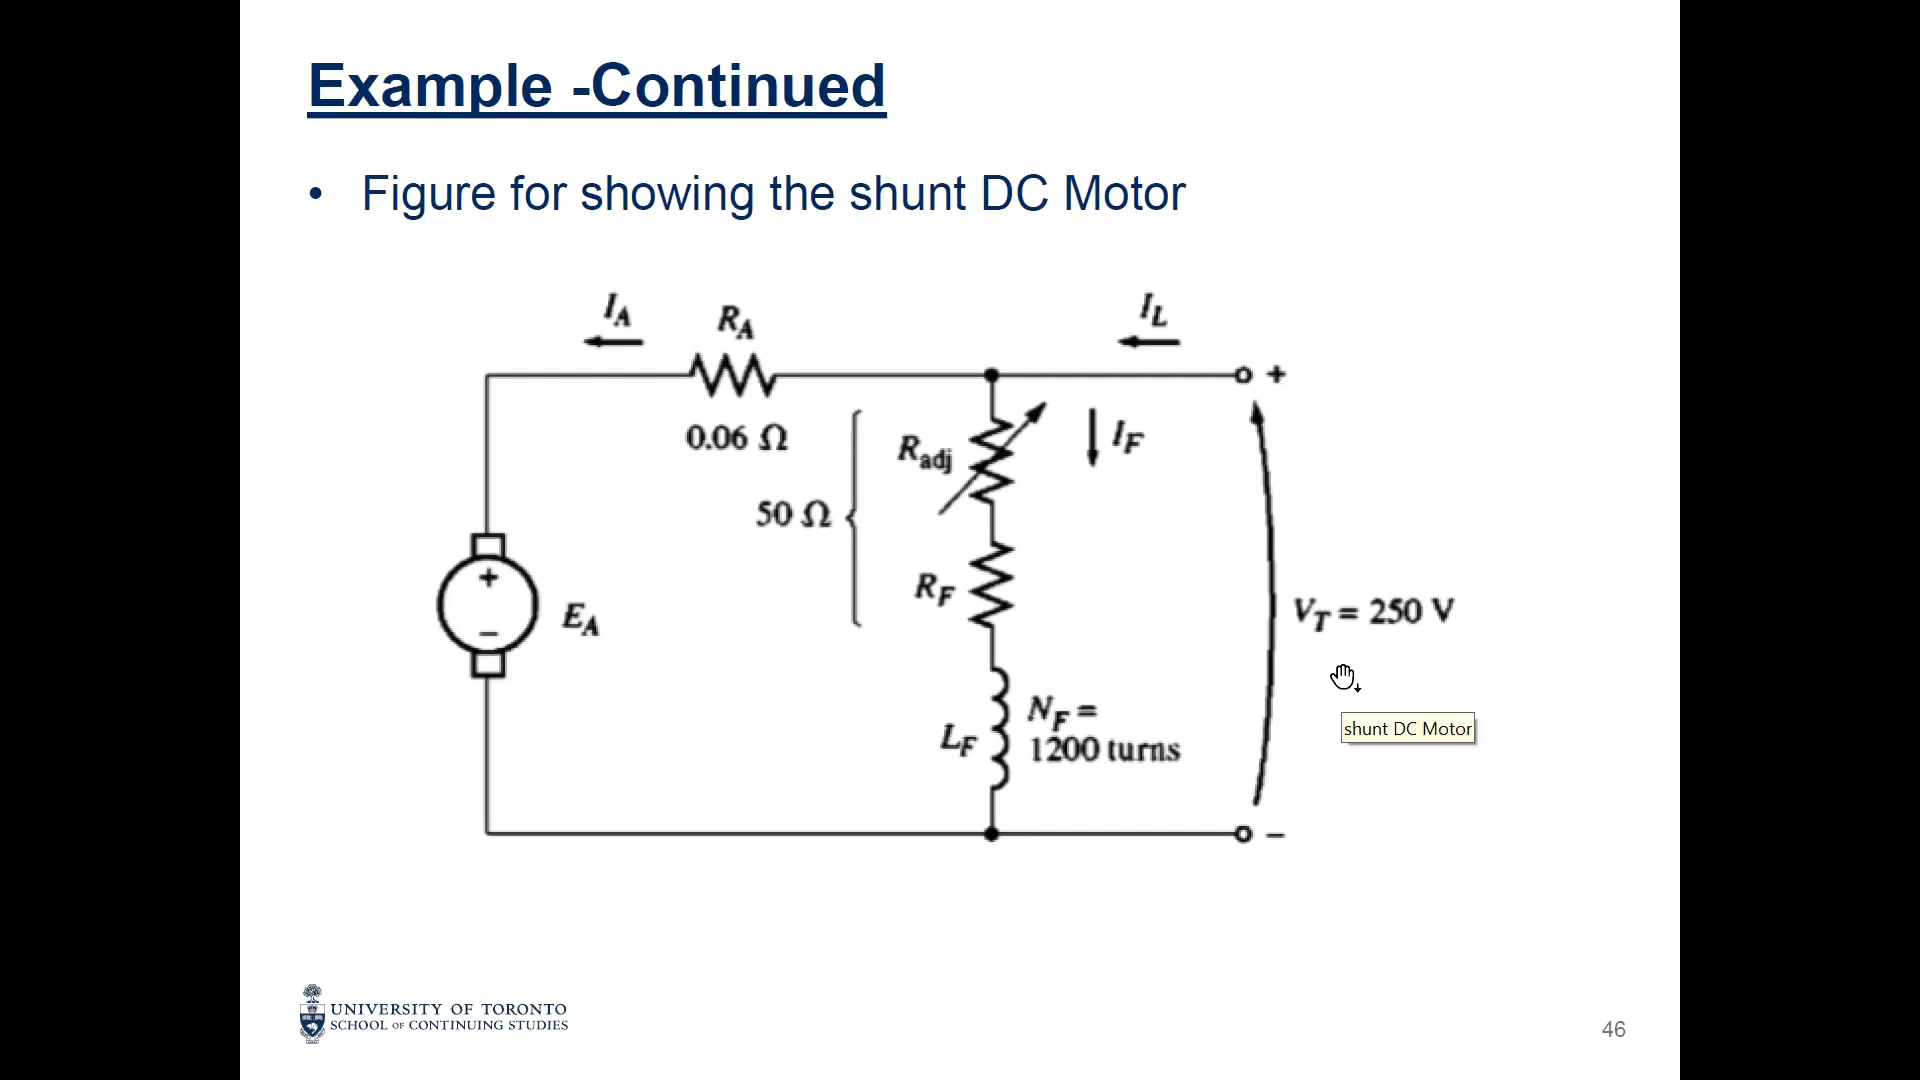 Example -Continued
• Figure for showing the shunt DC Motor
I_A
R_A
I_L
+
0.06 Ω
R_adj
I_F
50 Ω
+
−
E_A
R_F
V_T = 250 V
L_F
N_F =
1200 turns
shunt DC Motor
−
UNIVERSITY OF TORONTO
SCHOOL OF CONTINUING STUDIES
46